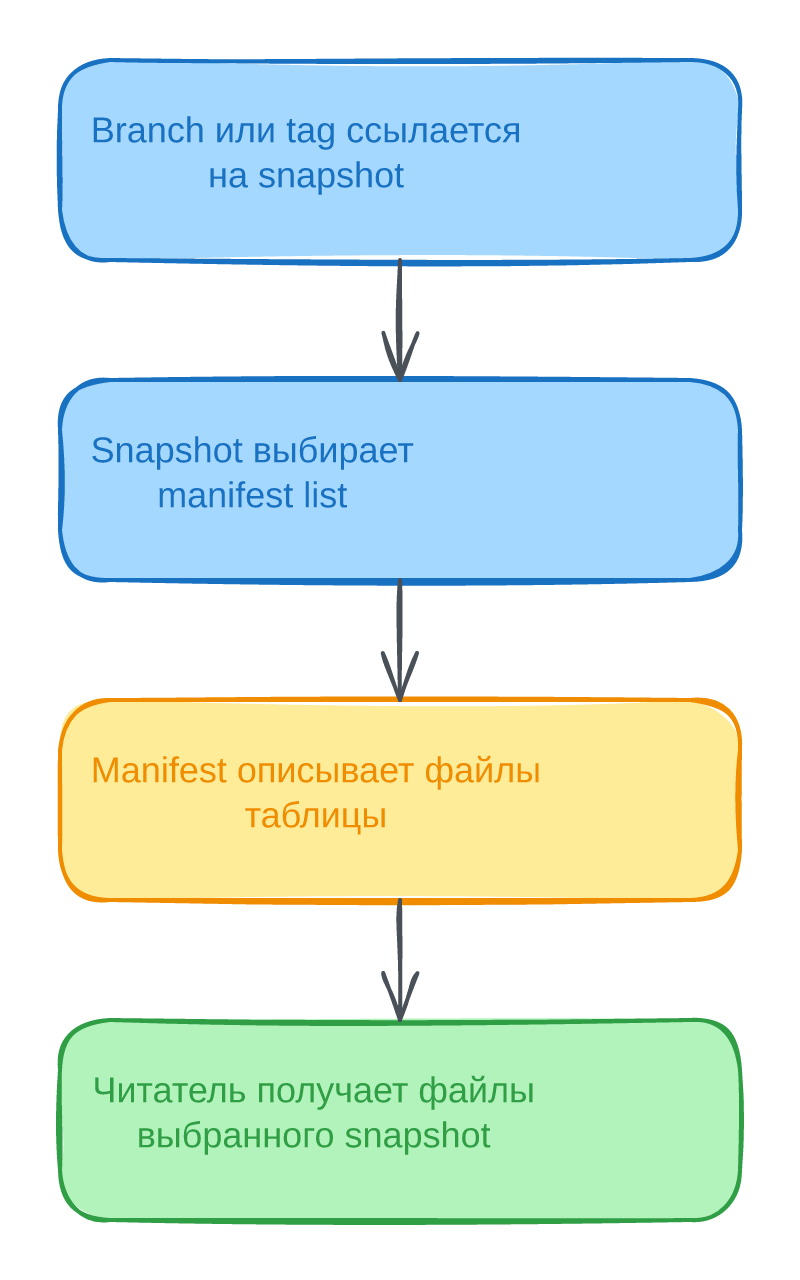 Branch или tag ссылается
на snapshot
Snapshot выбирает
manifest list
Manifest описывает файлы
таблицы
Читатель получает файлы
выбранного snapshot